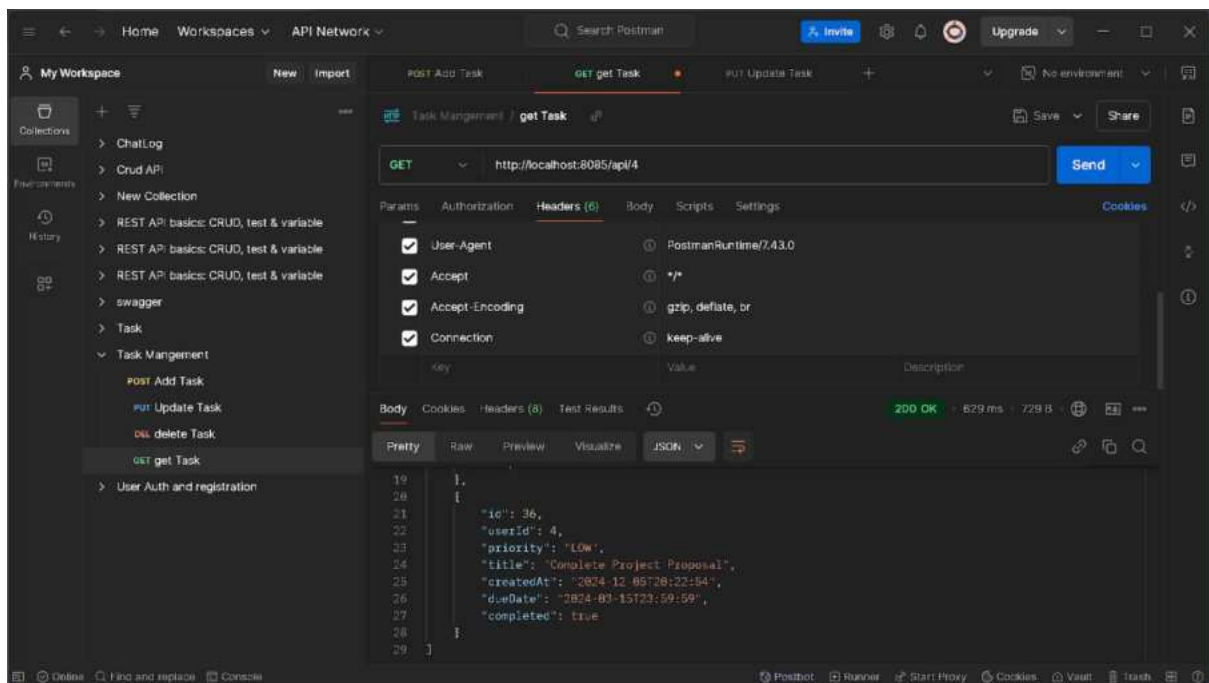 Home Workspaces API Network Search Postman Invite Upgrade
My Workspace New Import POST Add Task GET get Task PUT Update Task No environment
Collections
Environments
History
ChatLog
Crud API
New Collection
REST API basics: CRUD, test & variable
REST API basics: CRUD, test & variable
REST API basics: CRUD, test & variable
swagger
Task
Task Mangement
POST Add Task
PUT Update Task
DEL delete Task
GET get Task
User Auth and registration
Task Mangement / get Task Save Share
GET http://localhost:8085/api/4 Send
Params Authorization Headers (6) Body Scripts Settings Cookies
User-Agent PostmanRuntime/7.43.0
Accept */*
Accept-Encoding gzip, deflate, br
Connection keep-alive
Key Value Description
Body Cookies Headers (8) Test Results 200 OK 629 ms 729 B
Pretty Raw Preview Visualize JSON
19 },
20 {
21 "id": 36,
22 "userId": 4,
23 "priority": "LOW",
24 "title": "Complete Project Proposal",
25 "createdAt": "2024-12-05T20:22:54",
26 "dueDate": "2024-03-15T23:59:59",
27 "completed": true
28 }
29 ]
Online Find and replace Console Postbot Runner Start Proxy Cookies Vault Trash